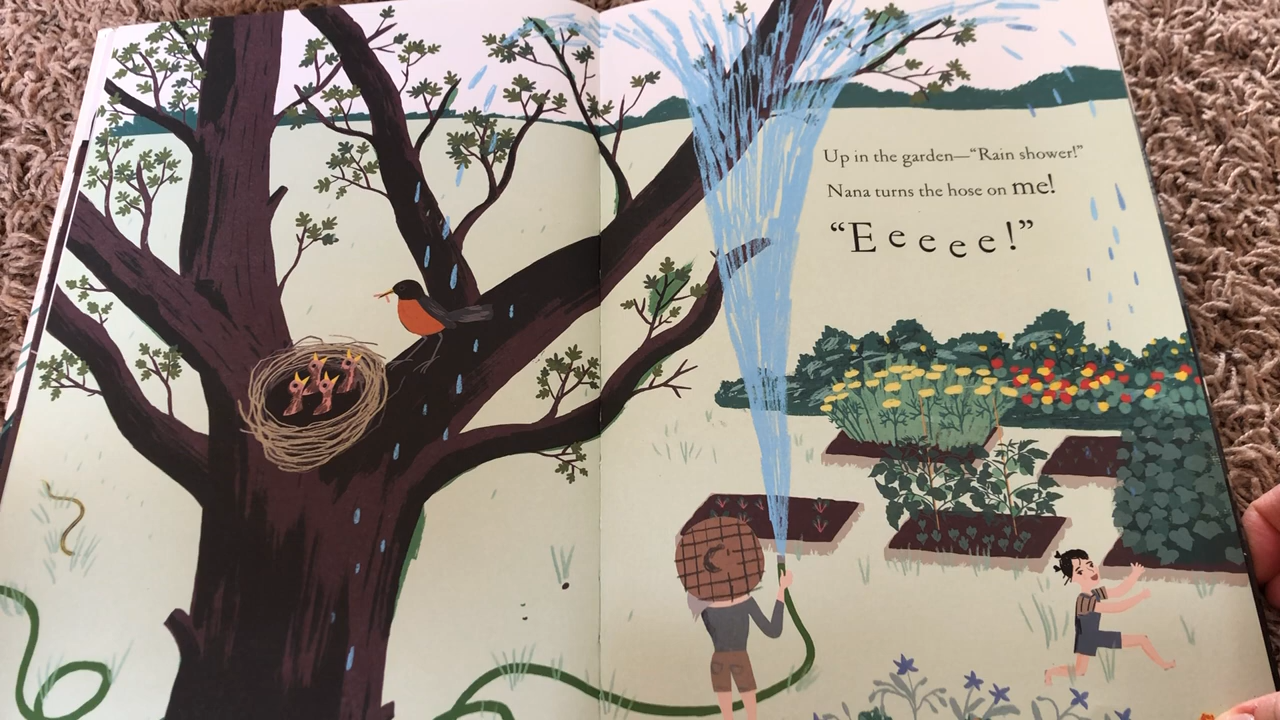 Up in the garden—“Rain shower!”
Nana turns the hose on me!
“Eeeee!”